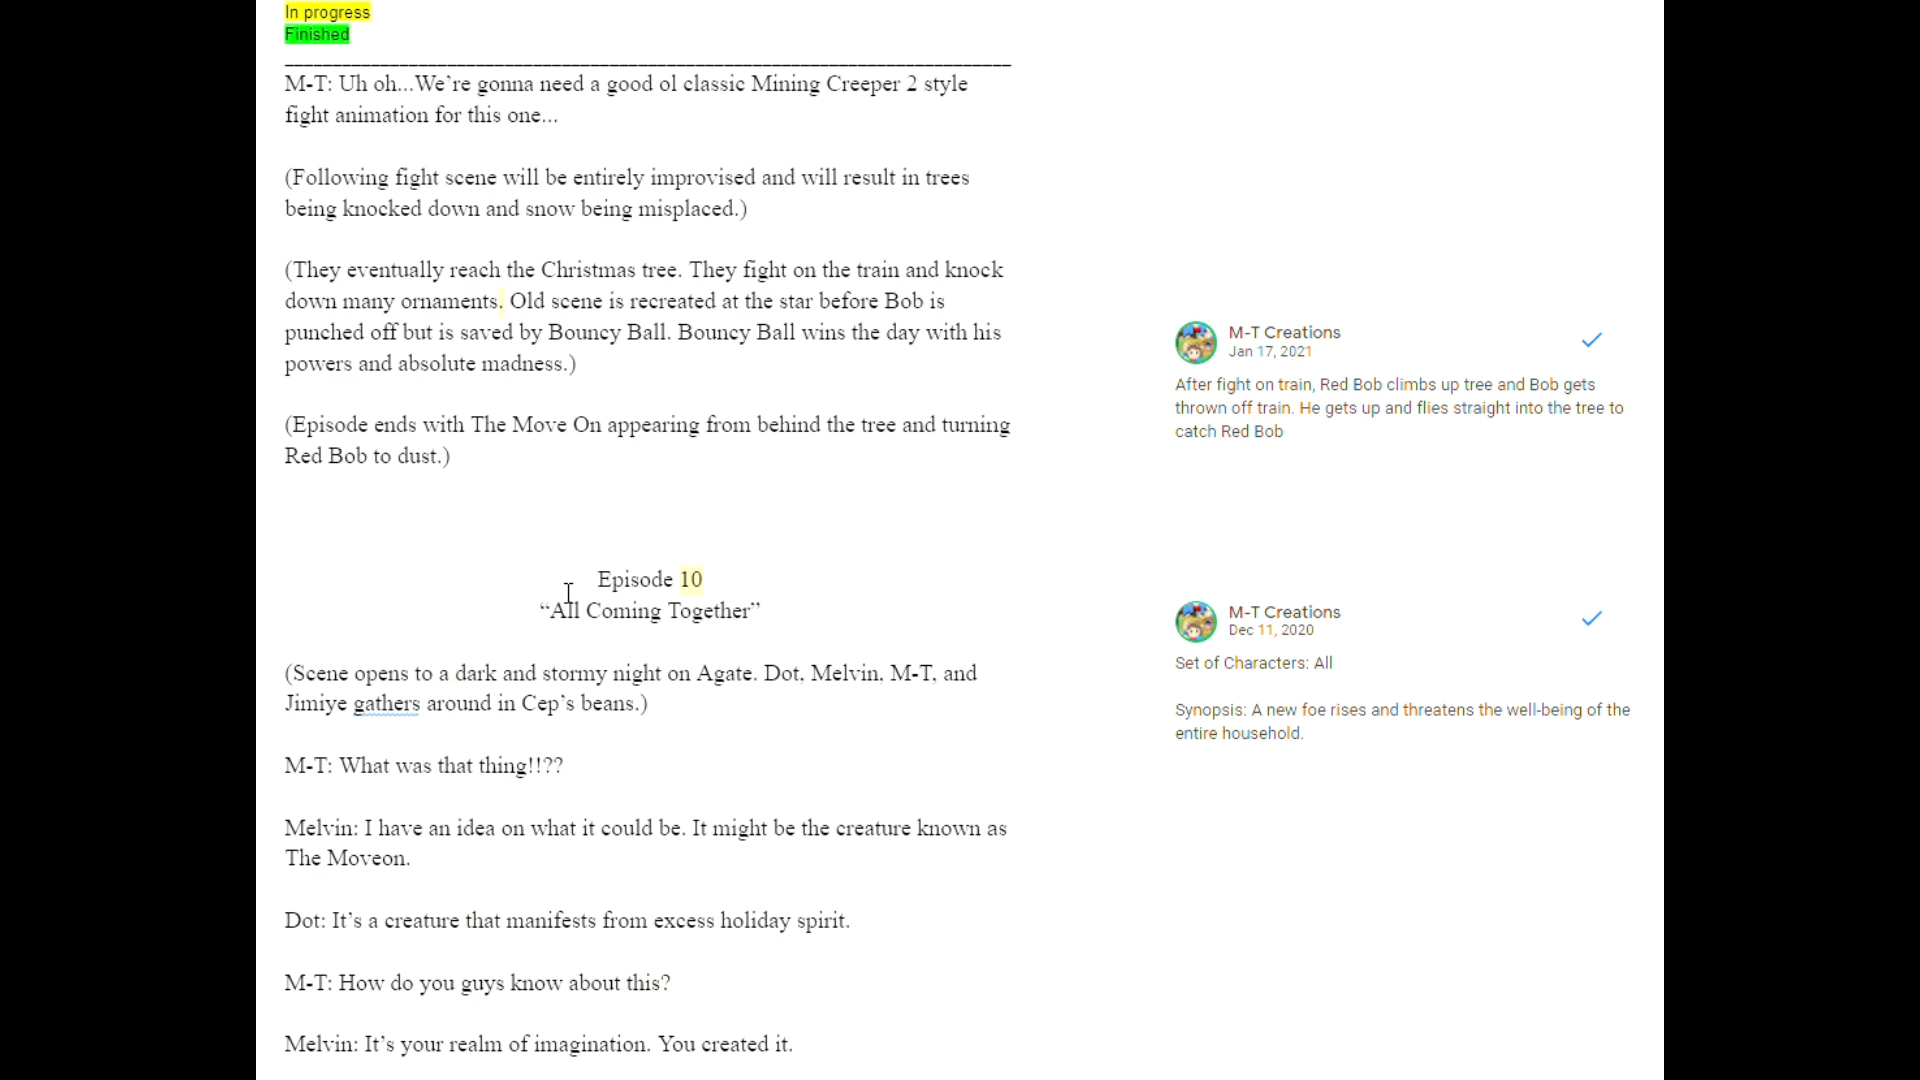 In progress
Finished
M-T: Uh oh...We’re gonna need a good ol classic Mining Creeper 2 style
fight animation for this one...
(Following fight scene will be entirely improvised and will result in trees
being knocked down and snow being misplaced.)
(They eventually reach the Christmas tree. They fight on the train and knock
down many ornaments. Old scene is recreated at the star before Bob is
punched off but is saved by Bouncy Ball. Bouncy Ball wins the day with his
powers and absolute madness.)
(Episode ends with The Move On appearing from behind the tree and turning
Red Bob to dust.)
Episode 10
“All Coming Together”
(Scene opens to a dark and stormy night on Agate. Dot, Melvin, M-T, and
Jimiye gathers around in Cep’s beans.)
M-T: What was that thing!!??
Melvin: I have an idea on what it could be. It might be the creature known as
The Moveon.
Dot: It’s a creature that manifests from excess holiday spirit.
M-T: How do you guys know about this?
Melvin: It’s your realm of imagination. You created it.
M-T Creations
Jan 17, 2021
After fight on train, Red Bob climbs up tree and Bob gets
thrown off train. He gets up and flies straight into the tree to
catch Red Bob
M-T Creations
Dec 11, 2020
Set of Characters: All
Synopsis: A new foe rises and threatens the well-being of the
entire household.